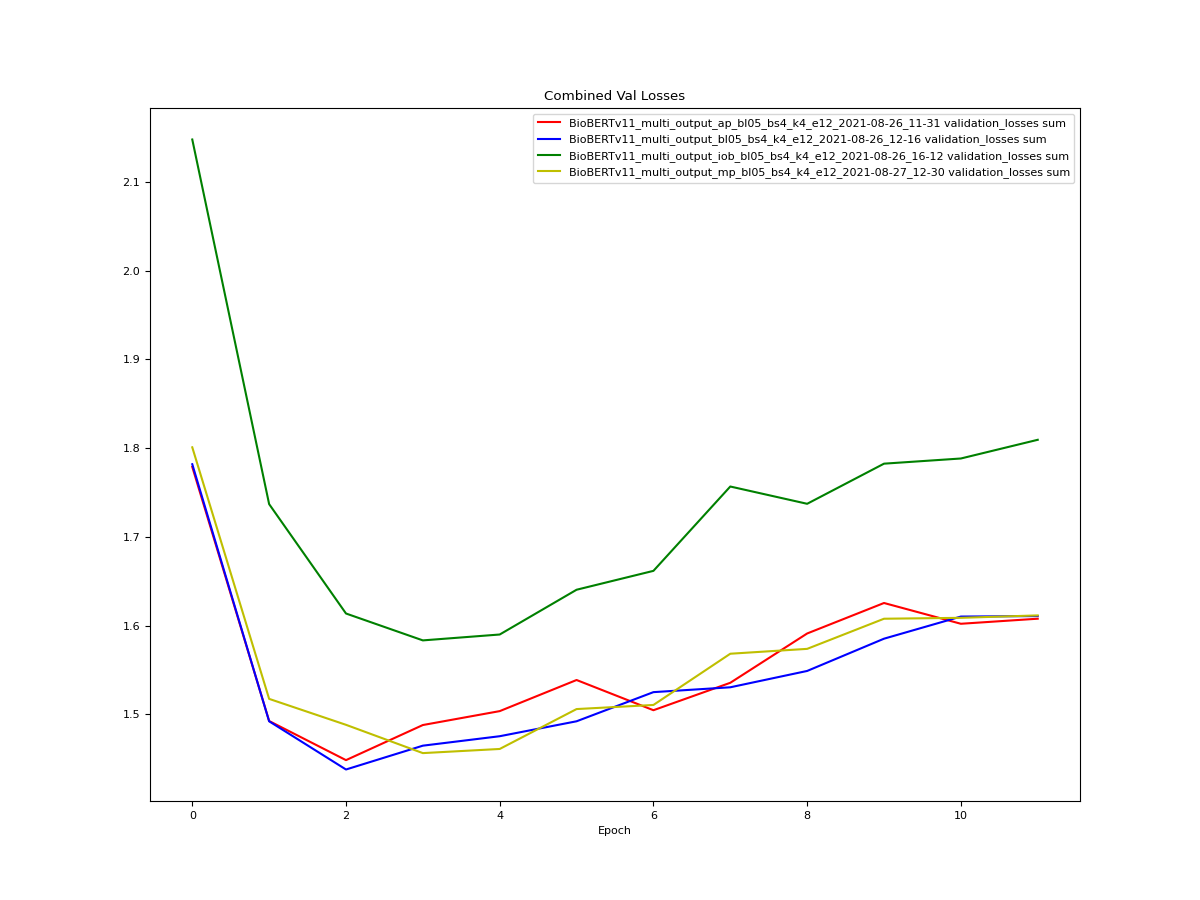 Combined Val Losses
BioBERTv11_multi_output_ap_bl05_bs4_k4_e12_2021-08-26_11-31 validation_losses sum
BioBERTv11_multi_output_bl05_bs4_k4_e12_2021-08-26_12-16 validation_losses sum
BioBERTv11_multi_output_iob_bl05_bs4_k4_e12_2021-08-26_16-12 validation_losses sum
BioBERTv11_multi_output_mp_bl05_bs4_k4_e12_2021-08-27_12-30 validation_losses sum
2.1
2.0
1.9
1.8
1.7
1.6
1.5
0 2 4 6 8 10
Epoch